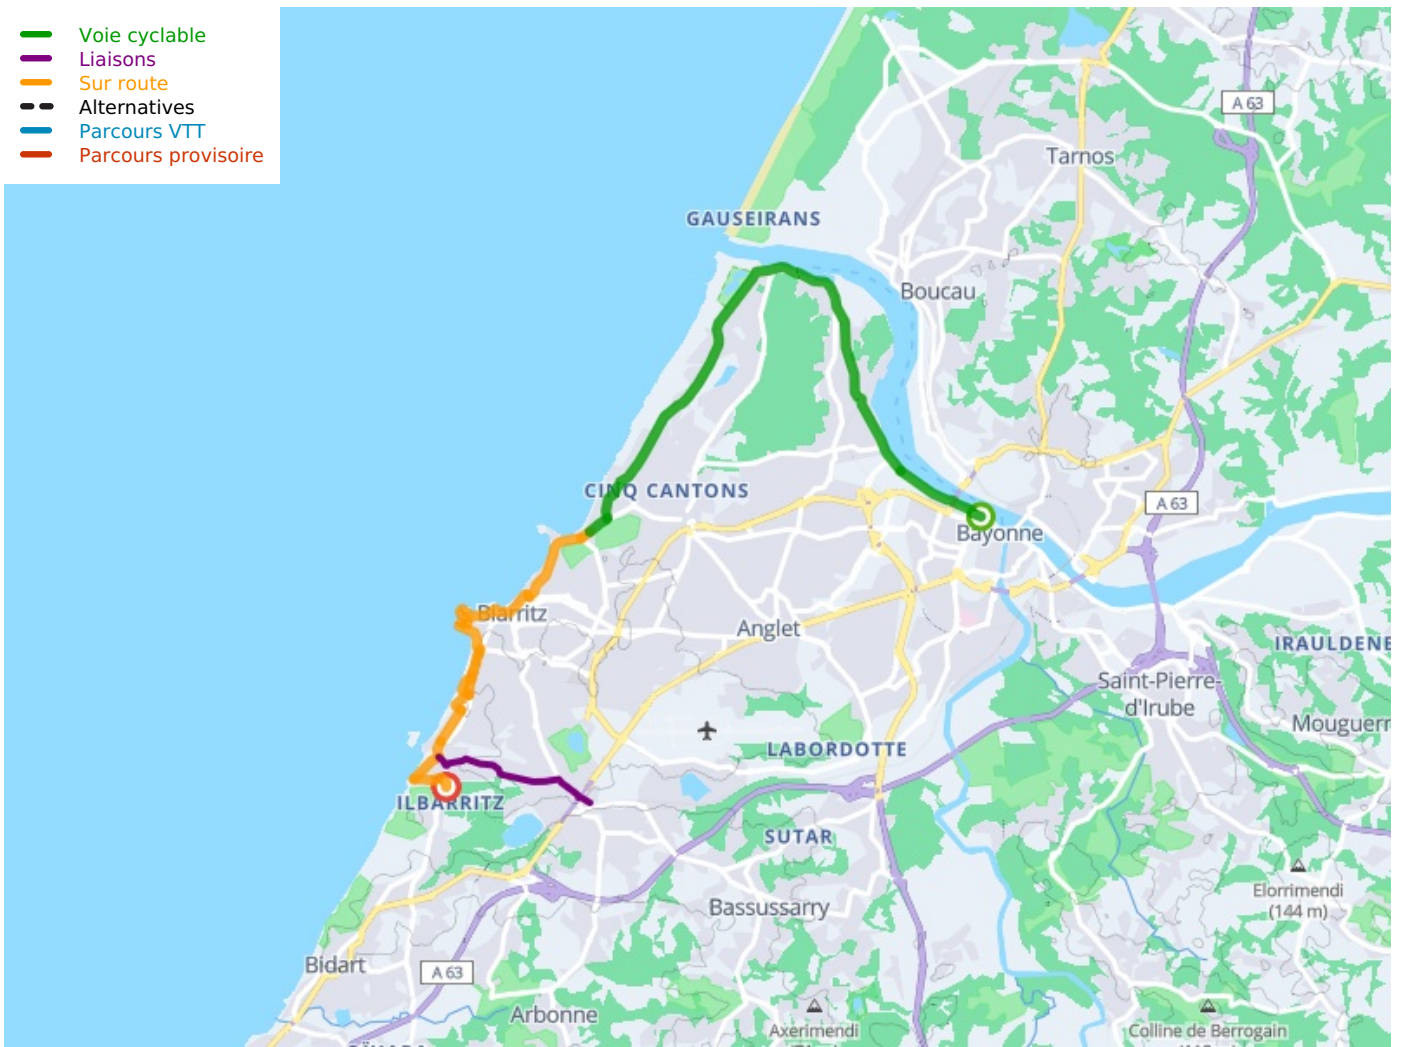 Voie cyclable
Liaisons
Sur route
Alternatives
Parcours VTT
Parcours provisoire
A 63
Tarnos
GAUSEIRANS
Boucau
CINQ CANTONS
A 63
Bayonne
Biarritz
Anglet
IRAULDENE
Saint-Pierre-
d'Irube
Mouguerr
LABORDOTTE
ILBARRITZ
SUTAR
Elorrimendi
(144 m)
Bassussarry
Bidart
A 63
Arbonne
Axerimendi
Colline de Berrogain